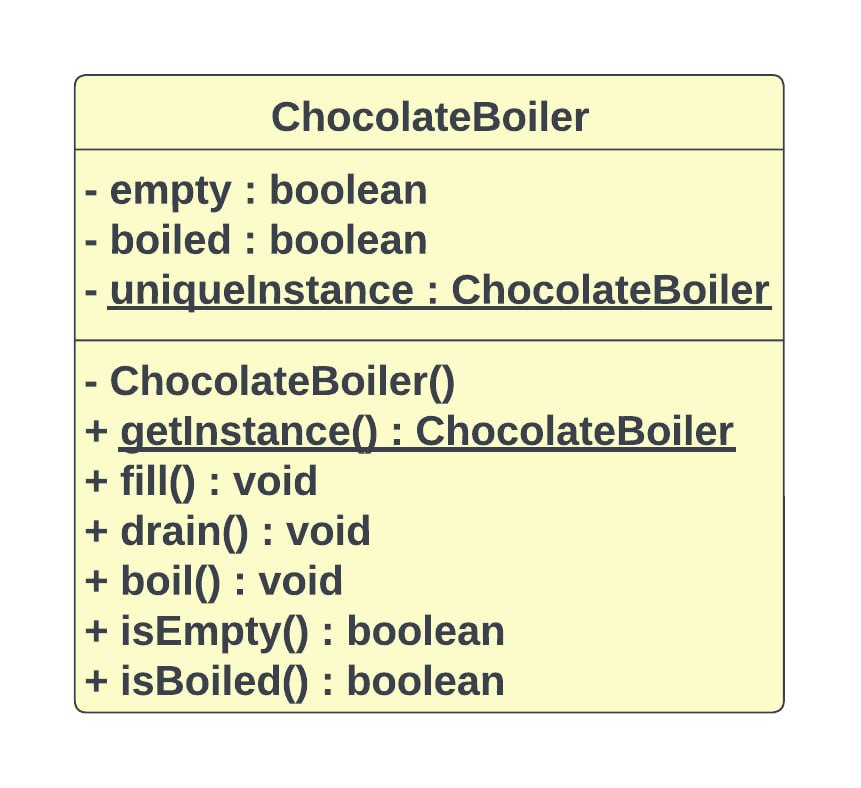 ChocolateBoiler
- empty : boolean
- boiled : boolean
- uniqueInstance : ChocolateBoiler
- ChocolateBoiler()
+ getInstance() : ChocolateBoiler
+ fill() : void
+ drain() : void
+ boil() : void
+ isEmpty() : boolean
+ isBoiled() : boolean